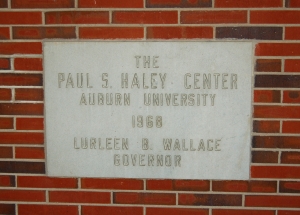 THE
PAUL S. HALEY CENTER
AUBURN UNIVERSITY
1968
LURLEEN B. WALLACE
GOVERNOR